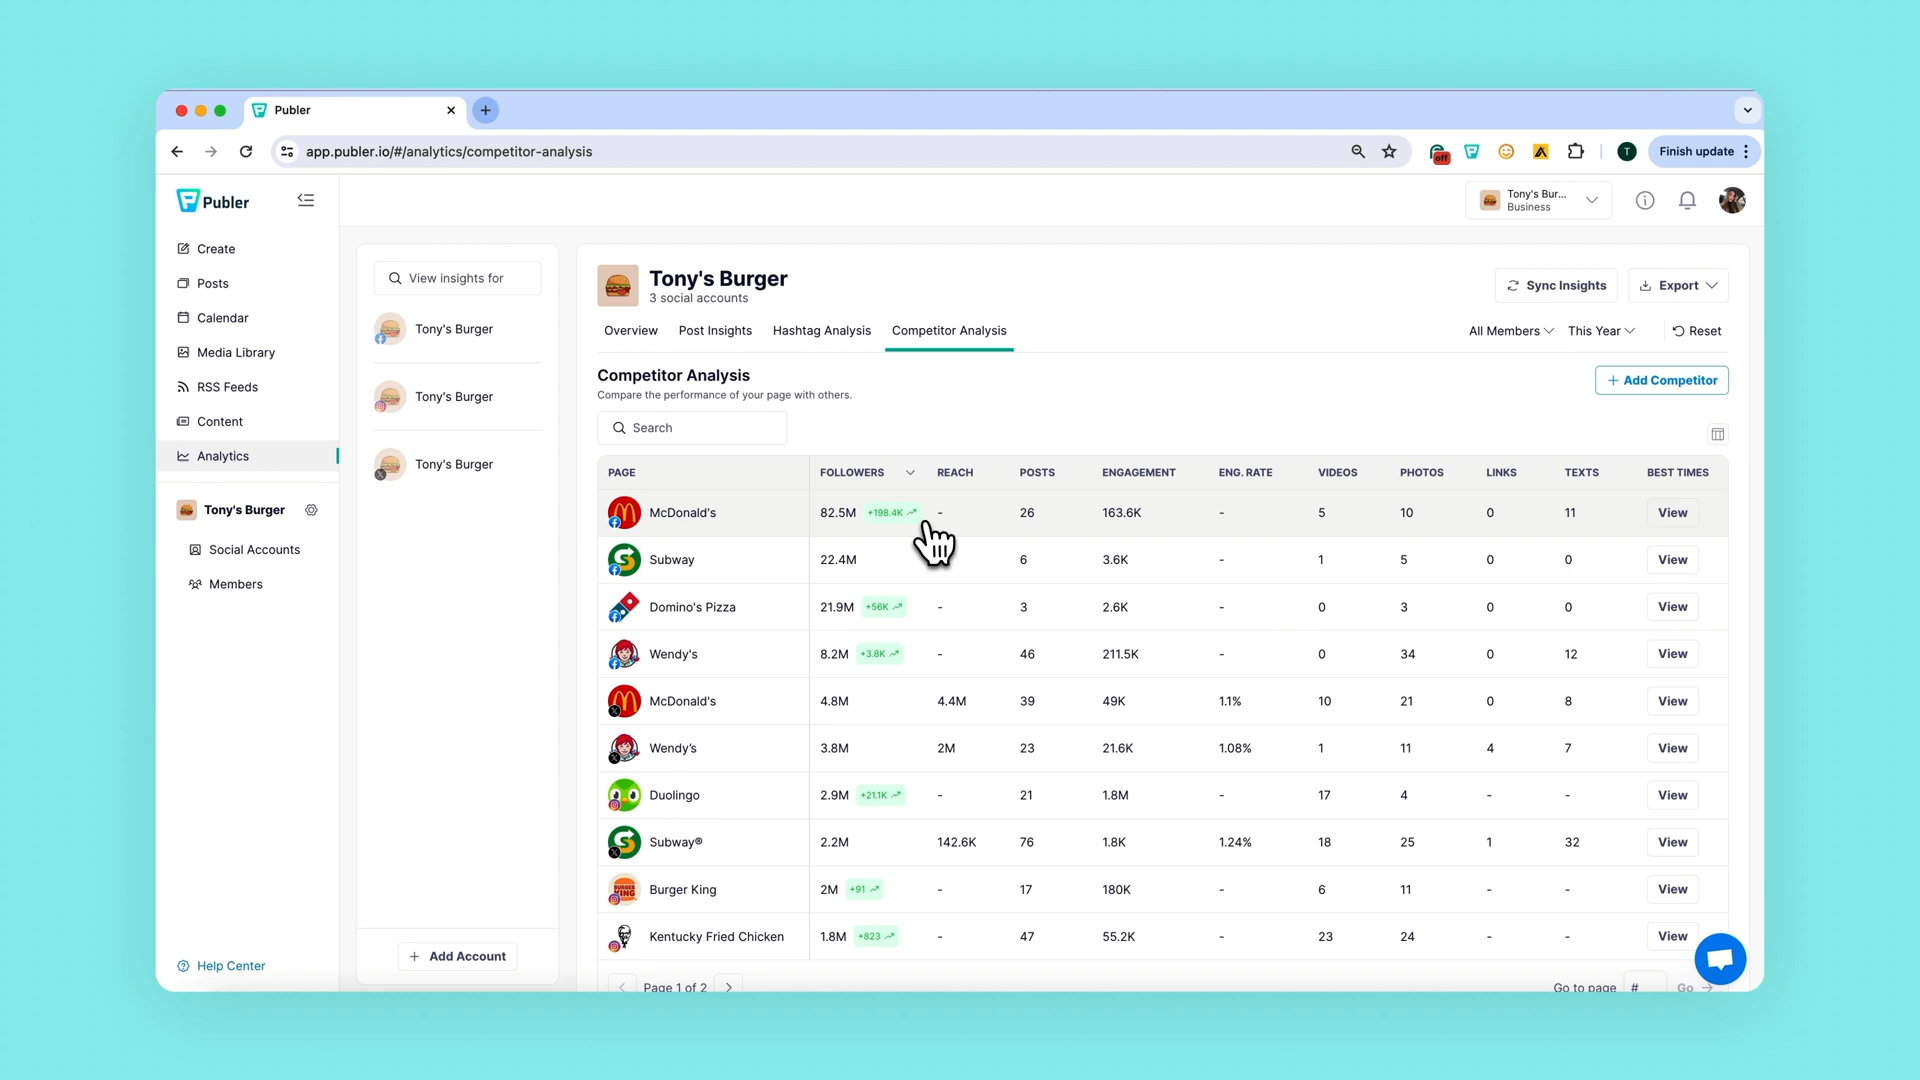 Publer
app.publer.io/#/analytics/competitor-analysis
off
T
Finish update
Publer
Tony's Bur...
Business
Create
Posts
Calendar
Media Library
RSS Feeds
Content
Analytics
Tony's Burger
Social Accounts
Members
Help Center
View insights for
Tony's Burger
Tony's Burger
Tony's Burger
+ Add Account
Tony's Burger
3 social accounts
Sync Insights
Export
Overview Post Insights Hashtag Analysis Competitor Analysis
All Members This Year Reset
Competitor Analysis
Compare the performance of your page with others.
+ Add Competitor
Search
PAGE FOLLOWERS REACH POSTS ENGAGEMENT ENG. RATE VIDEOS PHOTOS LINKS TEXTS BEST TIMES
McDonald's 82.5M +198.4K - 26 163.6K - 5 10 0 11 View
Subway 22.4M 6 3.6K - 1 5 0 0 View
Domino's Pizza 21.9M +56K - 3 2.6K - 0 3 0 0 View
Wendy's 8.2M +3.8K - 46 211.5K - 0 34 0 12 View
McDonald's 4.8M 4.4M 39 49K 1.1% 10 21 0 8 View
Wendy's 3.8M 2M 23 21.6K 1.08% 1 11 4 7 View
Duolingo 2.9M +21.1K - 21 1.8M - 17 4 - - View
Subway® 2.2M 142.6K 76 1.8K 1.24% 18 25 1 32 View
BURGER KING
Burger King 2M +91 - 17 180K - 6 11 - - View
Kentucky Fried Chicken 1.8M +823 - 47 55.2K - 23 24 - - View
Page 1 of 2
Go to page # Go